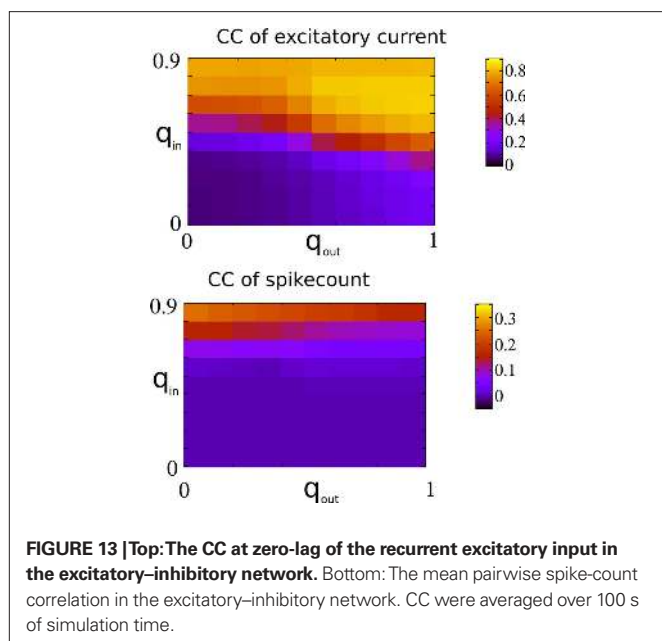 CC of excitatory current
0.9
q_in
0
0
q_out
1
0.8
0.6
0.4
0.2
0
CC of spikecount
0.9
q_in
0
0
q_out
1
0.3
0.2
0.1
0
FIGURE 13 | Top: The CC at zero-lag of the recurrent excitatory input in
the excitatory–inhibitory network. Bottom: The mean pairwise spike-count
correlation in the excitatory–inhibitory network. CC were averaged over 100 s
of simulation time.